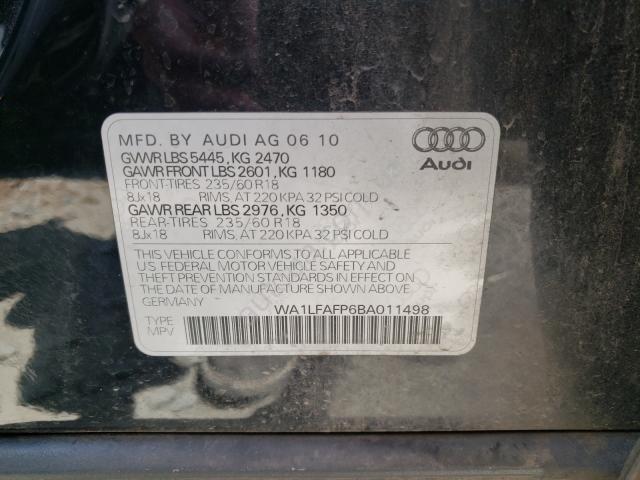 MFD. BY AUDI AG 06 10
GVWR LBS 5445, KG 2470
GAWR FRONT LBS 2601, KG 1180
FRONT-TIRES 235/60 R18
8Jx18 RIMS, AT 220 KPA 32 PSI COLD
GAWR REAR LBS 2976, KG 1350
REAR-TIRES 235/60 R18
8Jx18 RIMS, AT 220 KPA 32 PSI COLD
Audi
THIS VEHICLE CONFORMS TO ALL APPLICABLE
U.S FEDERAL MOTOR VEHICLE SAFETY AND
THEFT PREVENTION STANDARDS IN EFFECT ON
THE DATE OF MANUFACTURE SHOWN ABOVE.
GERMANY WA1LFAFP6BA011498
TYPE
MPV